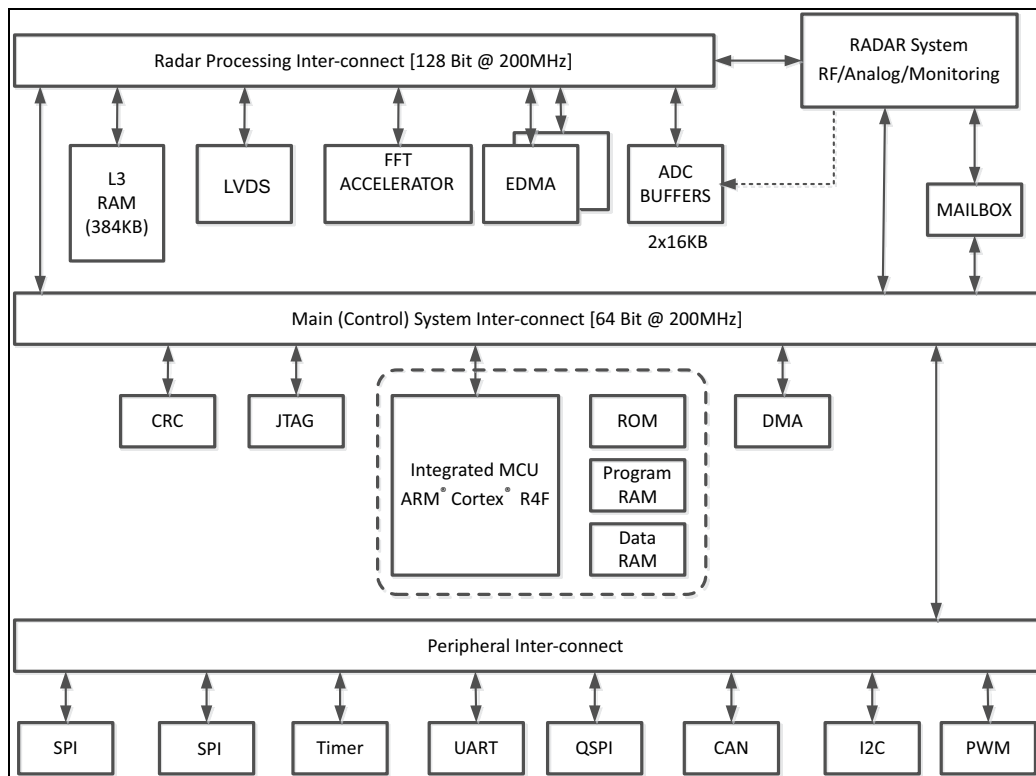 Radar Processing Inter-connect [128 Bit @ 200MHz]
RADAR System
RF/Analog/Monitoring
L3
RAM
(384KB)
LVDS
FFT
ACCELERATOR
EDMA
ADC
BUFFERS
2x16KB
MAILBOX
Main (Control) System Inter-connect [64 Bit @ 200MHz]
CRC
JTAG
Integrated MCU
ARM® Cortex® R4F
ROM
Program
RAM
Data
RAM
DMA
Peripheral Inter-connect
SPI
SPI
Timer
UART
QSPI
CAN
I2C
PWM